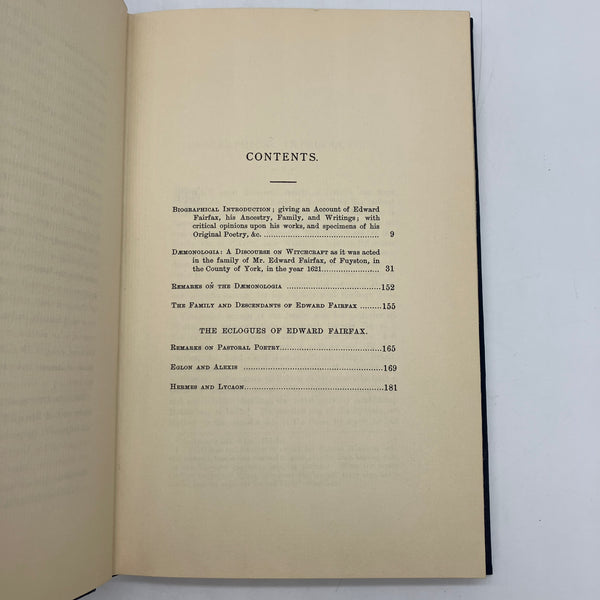 CONTENTS.
BIOGRAPHICAL INTRODUCTION; giving an Account of Edward
Fairfax, his Ancestry, Family, and Writings; with
critical opinions upon his works, and specimens of his
Original Poetry, &c. ........................................ 9
DÆMONOLOGIA: A DISCOURSE ON WITCHCRAFT as it was acted
in the family of Mr. Edward Fairfax, of Fuyston, in
the County of York, in the year 1621.................... 31
REMARKS ON THE DÆMONOLOGIA ................................152
THE FAMILY AND DESCENDANTS OF EDWARD FAIRFAX ........155
THE ECLOGUES OF EDWARD FAIRFAX.
REMARKS ON PASTORAL POETRY...................................165
EGLON AND ALEXIS ................................................169
HERMES AND LYCAON...............................................181